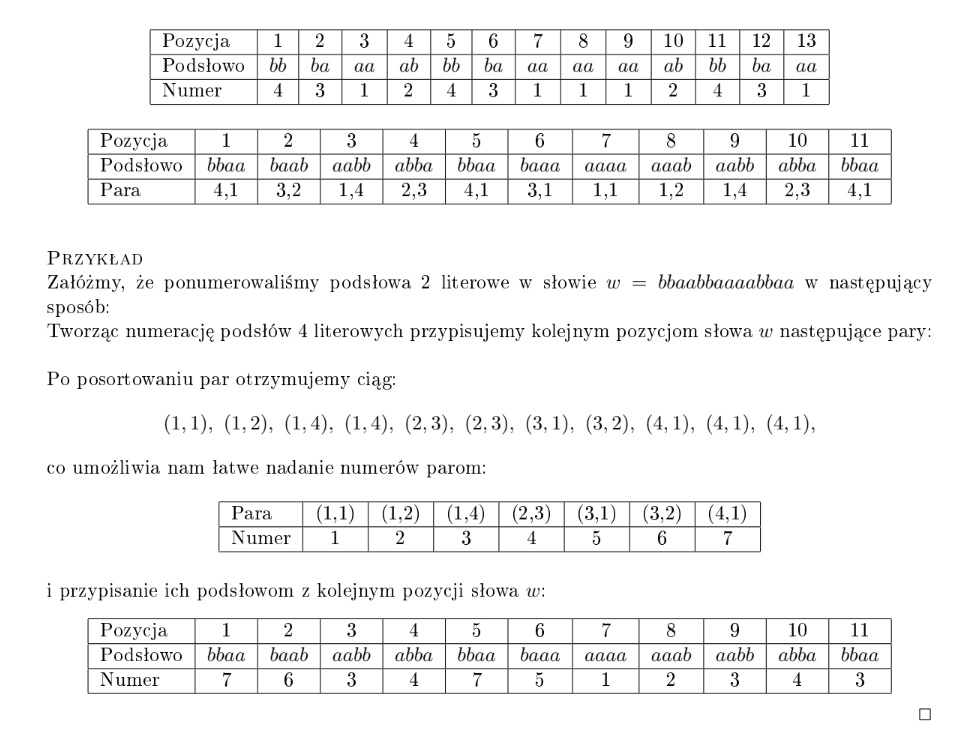 Pozycja 1 2 3 4 5 6 7 8 9 10 11 12 13
Podsłowo bb ba aa ab bb ba aa aa aa ab bb ba aa
Numer 4 3 1 2 4 3 1 1 1 2 4 3 1
Pozycja 1 2 3 4 5 6 7 8 9 10 11
Podsłowo bbaa baab aabb abba bbaa baaa aaaa aaab aabb abba bbaa
Para 4,1 3,2 1,4 2,3 4,1 3,1 1,1 1,2 1,4 2,3 4,1
PRZYKŁAD
Załóżmy, że ponumerowaliśmy podsłowa 2 literowe w słowie w = bbaabbaaaabbaa w następujący
sposób:
Tworząc numerację podsłów 4 literowych przypisujemy kolejnym pozycjom słowa w następujące pary:
Po posortowaniu par otrzymujemy ciąg:
(1, 1), (1, 2), (1, 4), (1, 4), (2, 3), (2, 3), (3, 1), (3, 2), (4, 1), (4, 1), (4, 1),
co umożliwia nam łatwe nadanie numerów parom:
Para (1,1) (1,2) (1,4) (2,3) (3,1) (3,2) (4,1)
Numer 1 2 3 4 5 6 7
i przypisanie ich podsłowom z kolejnym pozycji słowa w:
Pozycja 1 2 3 4 5 6 7 8 9 10 11
Podsłowo bbaa baab aabb abba bbaa baaa aaaa aaab aabb abba bbaa
Numer 7 6 3 4 7 5 1 2 3 4 3
□